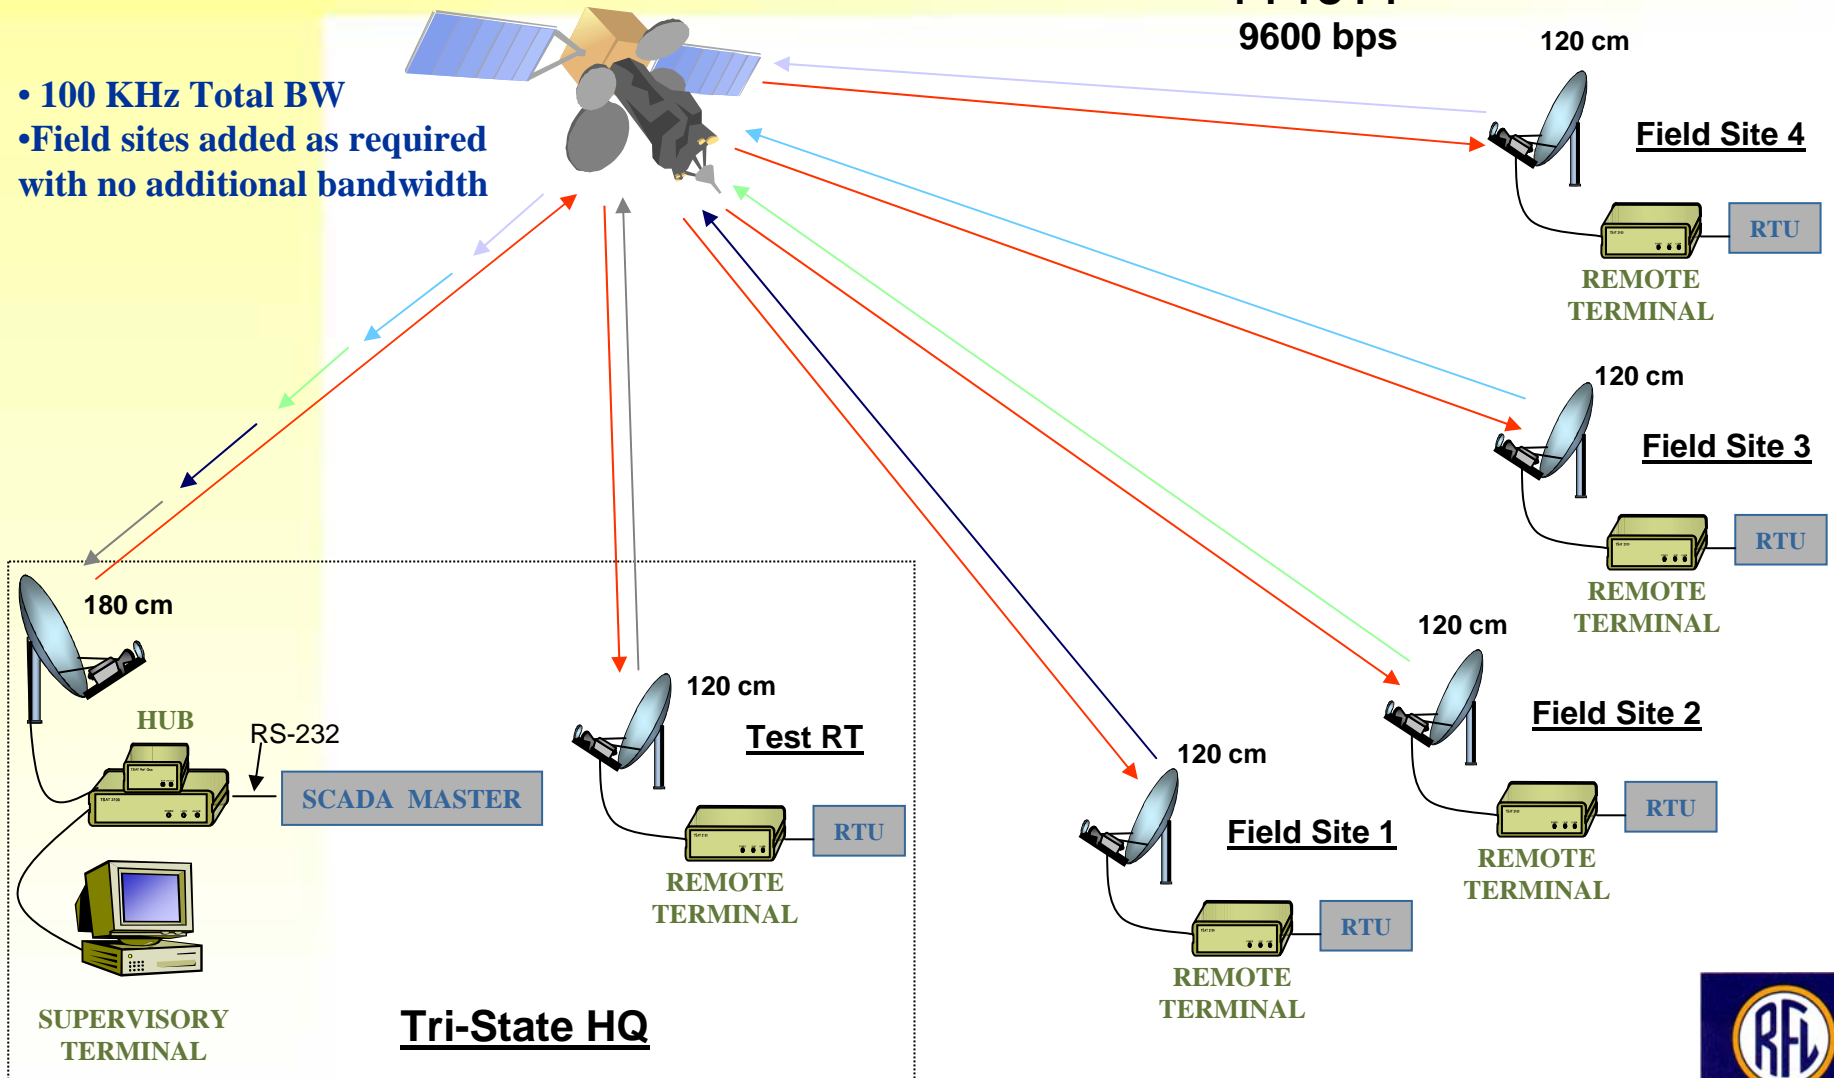 9600 bps
• 100 KHz Total BW
•Field sites added as required
with no additional bandwidth
120 cm
Field Site 4
RTU
REMOTE
TERMINAL
120 cm
Field Site 3
RTU
REMOTE
TERMINAL
120 cm
Field Site 2
RTU
REMOTE
TERMINAL
120 cm
Field Site 1
RTU
REMOTE
TERMINAL
180 cm
HUB
RS-232
SCADA MASTER
120 cm
Test RT
RTU
REMOTE
TERMINAL
SUPERVISORY
TERMINAL
Tri-State HQ
RFL